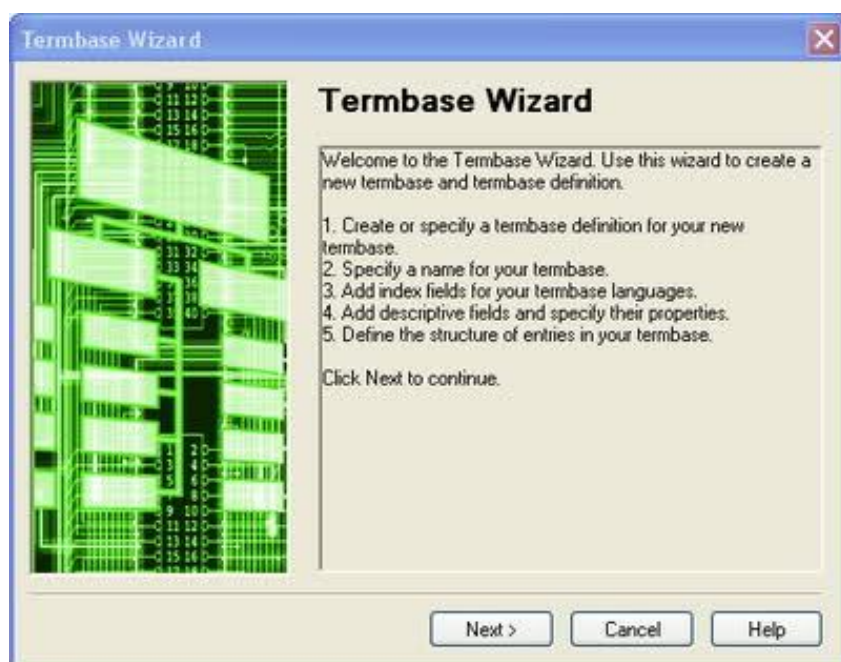 Termbase Wizard
Termbase Wizard
Welcome to the Termbase Wizard. Use this wizard to create a
new termbase and termbase definition.
1. Create or specify a termbase definition for your new
termbase.
2. Specify a name for your termbase.
3. Add index fields for your termbase languages.
4. Add descriptive fields and specify their properties.
5. Define the structure of entries in your termbase.
Click Next to continue.
Next >
Cancel
Help